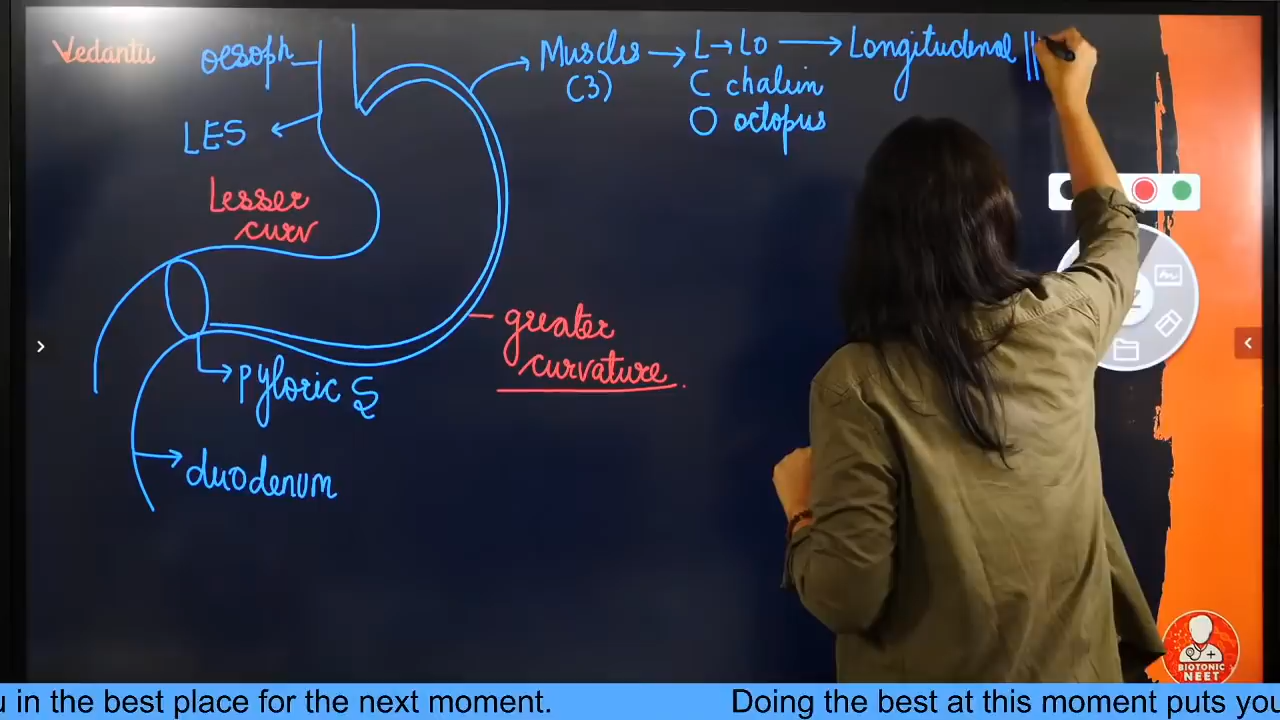 Vedantu
oesoph
LES
Lesser
curv
Muscles
(3)
L → Lo → Longitudenal
C chalein
O octopus
greater
curvature
pyloric S
duodenum
BIOTONIC
NEET
u in the best place for the next moment. Doing the best at this moment puts you